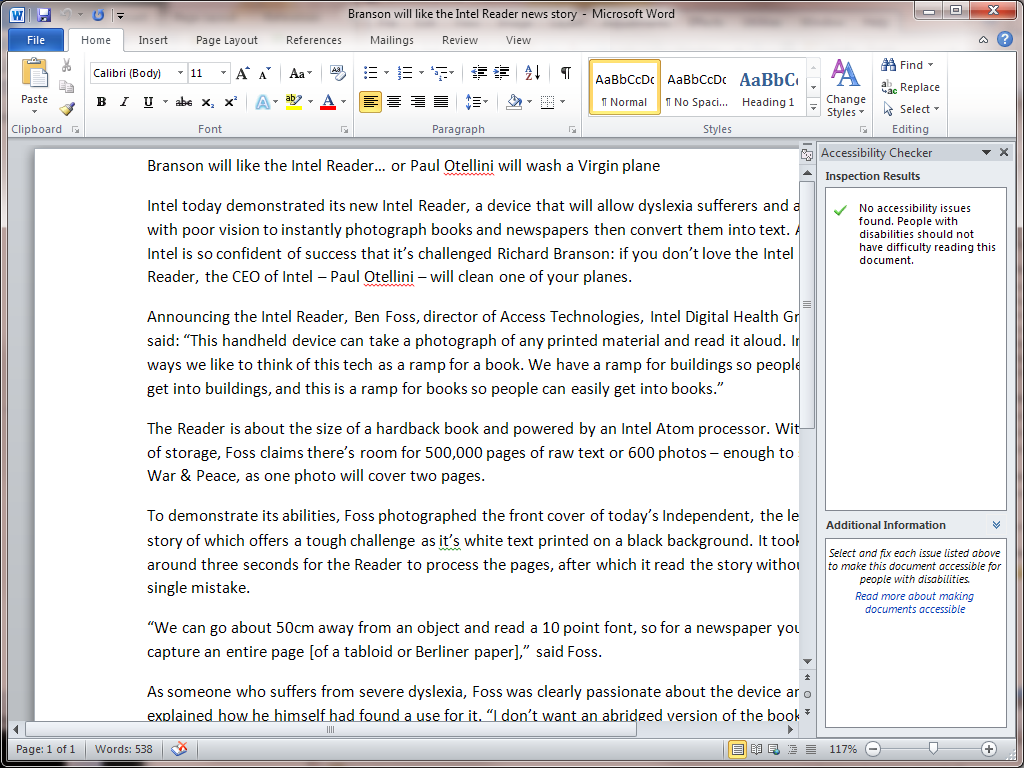 Branson will like the Intel Reader news story - Microsoft Word
File Home Insert Page Layout References Mailings Review View
Calibri (Body) 11
Paste
AaBbCcDc AaBbCcDc AaBbCc
¶ Normal ¶ No Spaci... Heading 1
Change Styles
Find
Replace
Select
Clipboard Font Paragraph Styles Editing
Branson will like the Intel Reader… or Paul Otellini will wash a Virgin plane
Intel today demonstrated its new Intel Reader, a device that will allow dyslexia sufferers and a
with poor vision to instantly photograph books and newspapers then convert them into text. A
Intel is so confident of success that it’s challenged Richard Branson: if you don’t love the Intel
Reader, the CEO of Intel – Paul Otellini – will clean one of your planes.
Announcing the Intel Reader, Ben Foss, director of Access Technologies, Intel Digital Health Gr
said: “This handheld device can take a photograph of any printed material and read it aloud. In
ways we like to think of this tech as a ramp for a book. We have a ramp for buildings so people
get into buildings, and this is a ramp for books so people can easily get into books.”
The Reader is about the size of a hardback book and powered by an Intel Atom processor. Wit
of storage, Foss claims there’s room for 500,000 pages of raw text or 600 photos – enough to
War & Peace, as one photo will cover two pages.
To demonstrate its abilities, Foss photographed the front cover of today’s Independent, the le
story of which offers a tough challenge as it’s white text printed on a black background. It took
around three seconds for the Reader to process the pages, after which it read the story withou
single mistake.
“We can go about 50cm away from an object and read a 10 point font, so for a newspaper you
capture an entire page [of a tabloid or Berliner paper],” said Foss.
As someone who suffers from severe dyslexia, Foss was clearly passionate about the device an
explained how he himself had found a use for it. “I don’t want an abridged version of the book
Accessibility Checker
Inspection Results
No accessibility issues
found. People with
disabilities should not
have difficulty reading this
document.
Additional Information
Select and fix each issue listed above
to make this document accessible for
people with disabilities.
Read more about making
documents accessible
Page: 1 of 1 Words: 538 117%